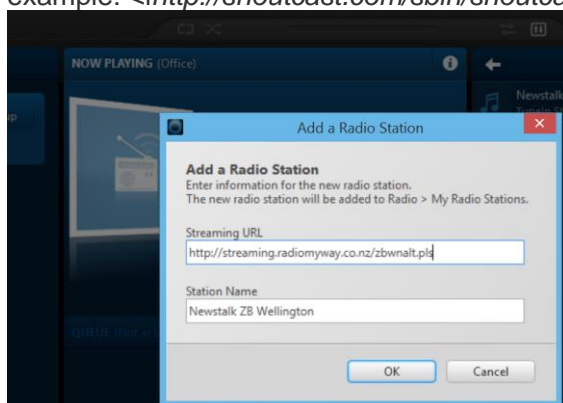 example: <i http://shoutcast.com/sbin/shoutca
NOW PLAYING (Office)
Newstalk
Add a Radio Station
Add a Radio Station
Enter information for the new radio station.
The new radio station will be added to Radio > My Radio Stations.
Streaming URL
http://streaming.radiomyway.co.nz/zbwnalt.pls
Station Name
Newstalk ZB Wellington
QUEUE
OK
Cancel